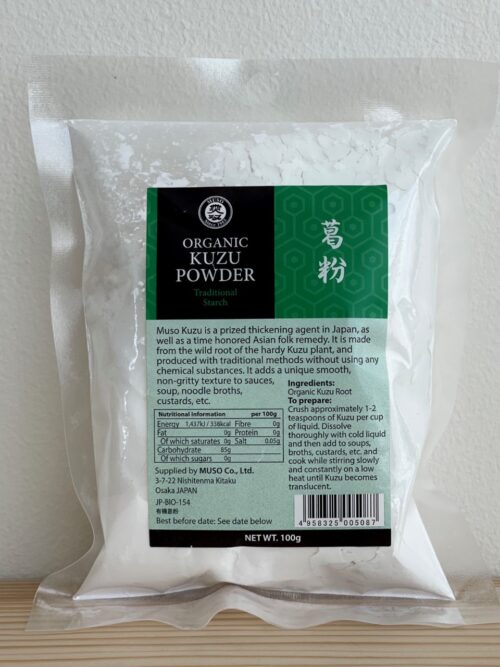 MUSO
ORGANIC
KUZU
POWDER
Traditional
Starch
葛
粉
Muso Kuzu is a prized thickening agent in Japan, as
well as a time honored Asian folk remedy. It is made
from the wild root of the hardy Kuzu plant, and
produced with traditional methods without using any
chemical substances. It adds a unique smooth,
non-gritty texture to sauces,
soup, noodle broths,
custards, etc.
Nutritional information per 100g
Energy 1,437kJ / 338kcal Fibre 0g
Fat 0g Protein 0g
Of which saturates 0g Salt 0.05g
Carbohydrate 85g
Of which sugars 0g
Supplied by MUSO Co., Ltd.
3-7-22 Nishitenma Kitaku
Osaka JAPAN
JP-BIO-154
有機葛粉
Best before date: See date below
Ingredients:
Organic Kuzu Root
To prepare:
Crush approximately 1-2
teaspoons of Kuzu per cup
of liquid. Dissolve
thoroughly with cold liquid
and then add to soups,
broths, custards, etc. and
cook while stirring slowly
and constantly on a low
heat until Kuzu becomes
translucent.
4 958325 005087
NET WT. 100g